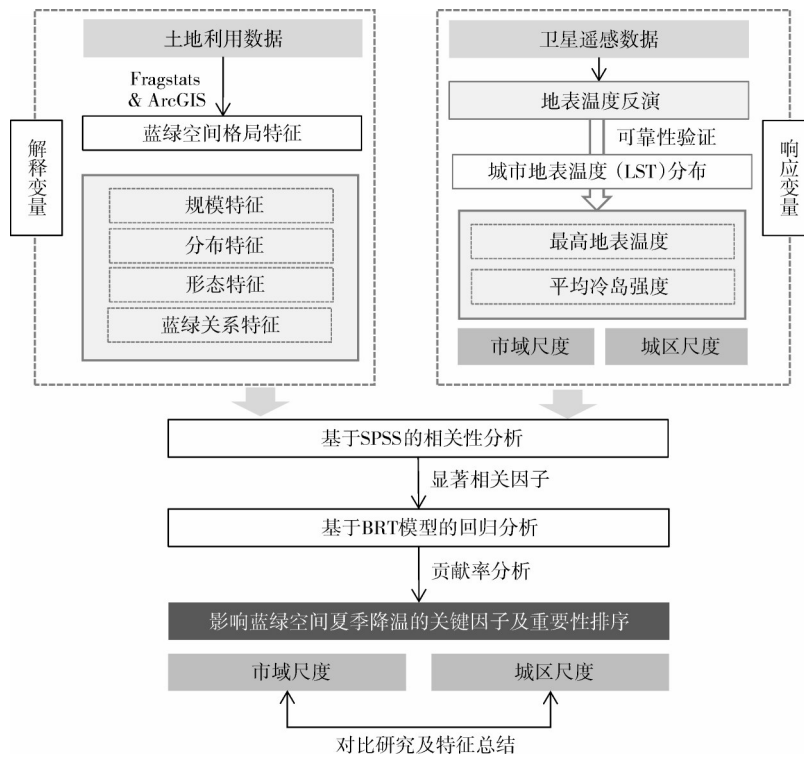 土地利用数据
Fragstats
& ArcGIS
蓝绿空间格局特征
解释变量
规模特征
分布特征
形态特征
蓝绿关系特征
卫星遥感数据
地表温度反演
可靠性验证
城市地表温度（LST）分布
响应变量
最高地表温度
平均冷岛强度
市域尺度
城区尺度
基于SPSS的相关性分析
显著相关因子
基于BRT模型的回归分析
贡献率分析
影响蓝绿空间夏季降温的关键因子及重要性排序
市域尺度
城区尺度
对比研究及特征总结